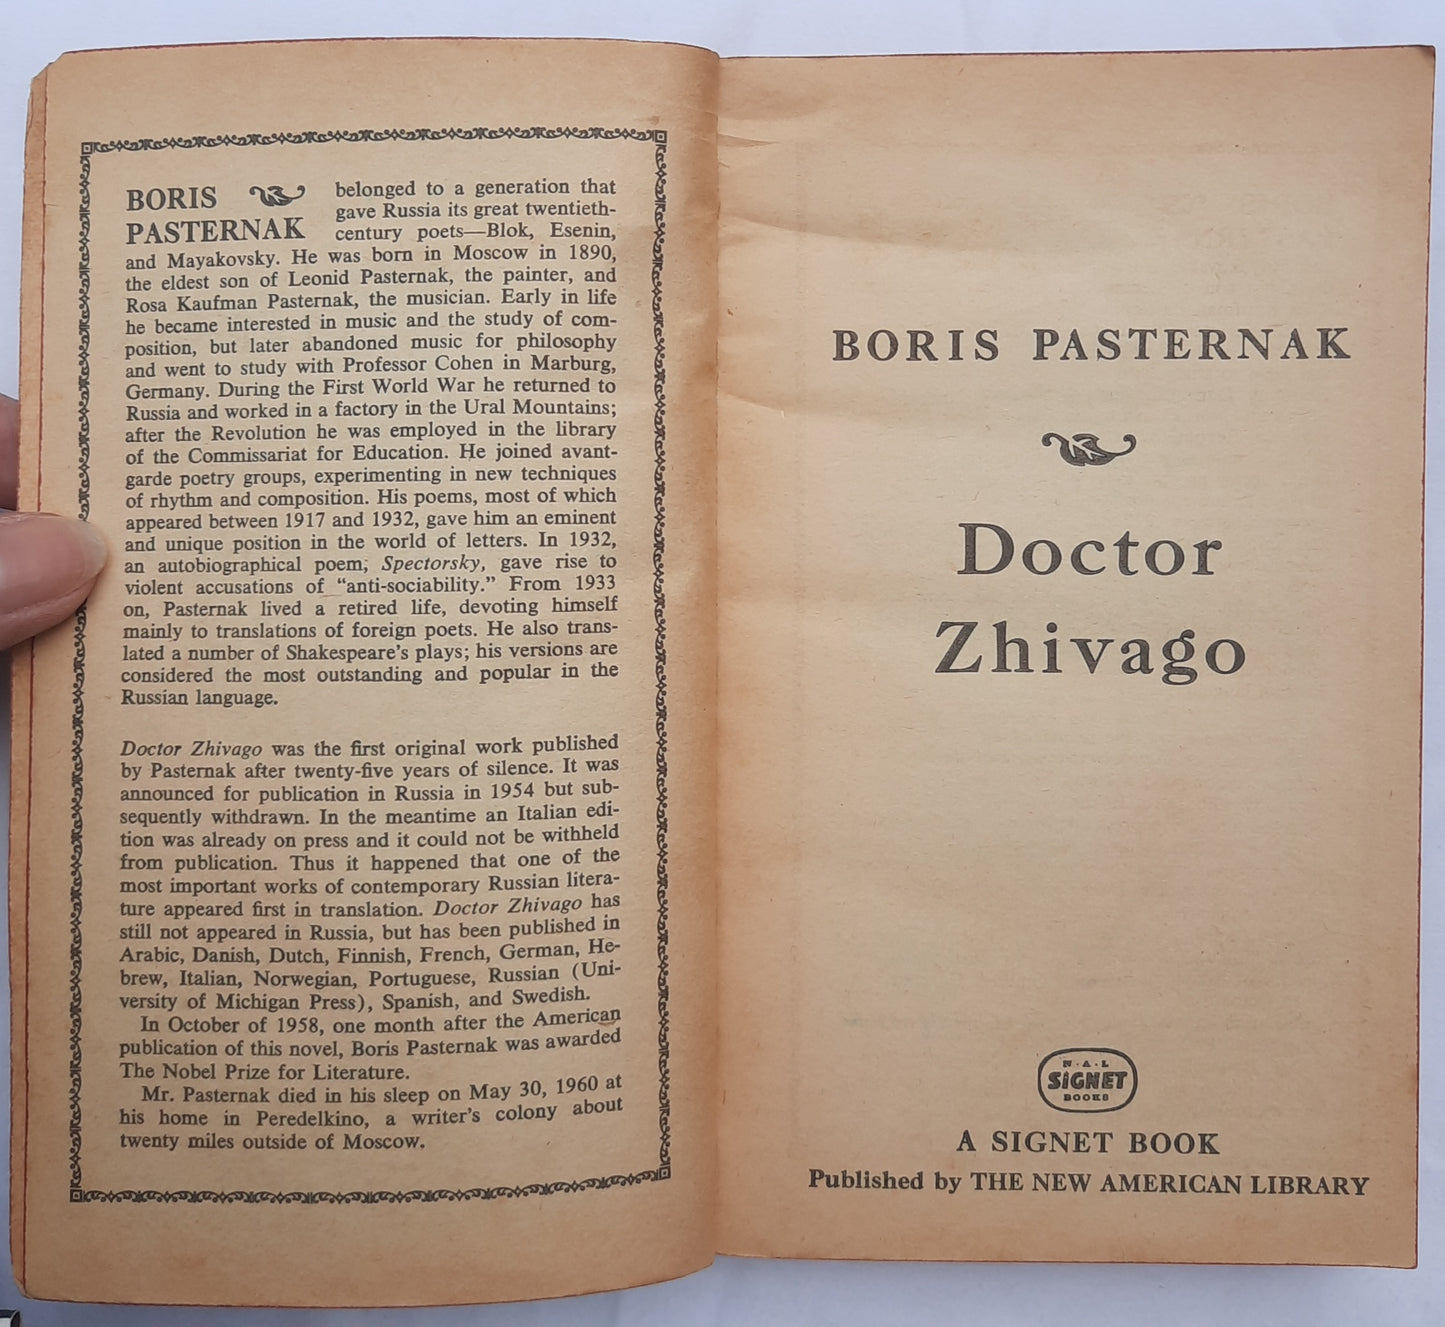 BORIS
PASTERNAK
belonged to a generation that
gave Russia its great twentieth-
century poets—Blok, Esenin,
and Mayakovsky. He was born in Moscow in 1890,
the eldest son of Leonid Pasternak, the painter, and
Rosa Kaufman Pasternak, the musician. Early in life
he became interested in music and the study of com-
position, but later abandoned music for philosophy
and went to study with Professor Cohen in Marburg,
Germany. During the First World War he returned to
Russia and worked in a factory in the Ural Mountains;
after the Revolution he was employed in the library
of the Commissariat for Education. He joined avant-
garde poetry groups, experimenting in new techniques
of rhythm and composition. His poems, most of which
appeared between 1917 and 1932, gave him an eminent
and unique position in the world of letters. In 1932,
an autobiographical poem; Spectorsky, gave rise to
violent accusations of "anti-sociability." From 1933
on, Pasternak lived a retired life, devoting himself
mainly to translations of foreign poets. He also trans-
lated a number of Shakespeare's plays; his versions are
considered the most outstanding and popular in the
Russian language.
Doctor Zhivago was the first original work published
by Pasternak after twenty-five years of silence. It was
announced for publication in Russia in 1954 but sub-
sequently withdrawn. In the meantime an Italian edi-
tion was already on press and it could not be withheld
from publication. Thus it happened that one of the
most important works of contemporary Russian litera-
ture appeared first in translation. Doctor Zhivago has
still not appeared in Russia, but has been published in
Arabic, Danish, Dutch, Finnish, French, German, He-
brew, Italian, Norwegian, Portuguese, Russian (Uni-
versity of Michigan Press), Spanish, and Swedish.
In October of 1958, one month after the American
publication of this novel, Boris Pasternak was awarded
The Nobel Prize for Literature.
Mr. Pasternak died in his sleep on May 30, 1960 at
his home in Peredelkino, a writer's colony about
twenty miles outside of Moscow.
BORIS PASTERNAK
Doctor
Zhivago
N·A·L
SIGNET
BOOKS
A SIGNET BOOK
Published by THE NEW AMERICAN LIBRARY